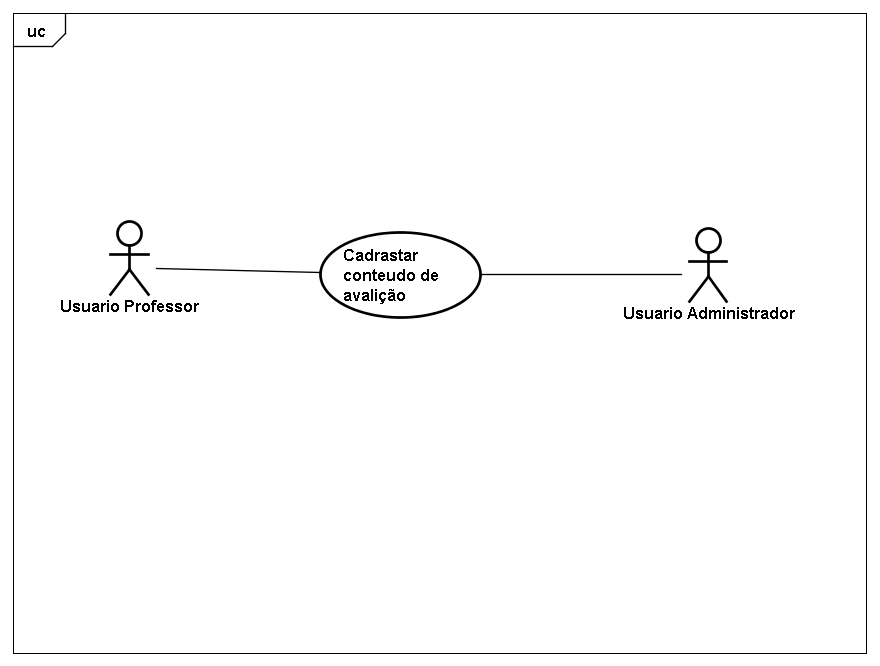 uc
Cadrastar
conteudo de
avalição
Usuario Professor
Usuario Administrador